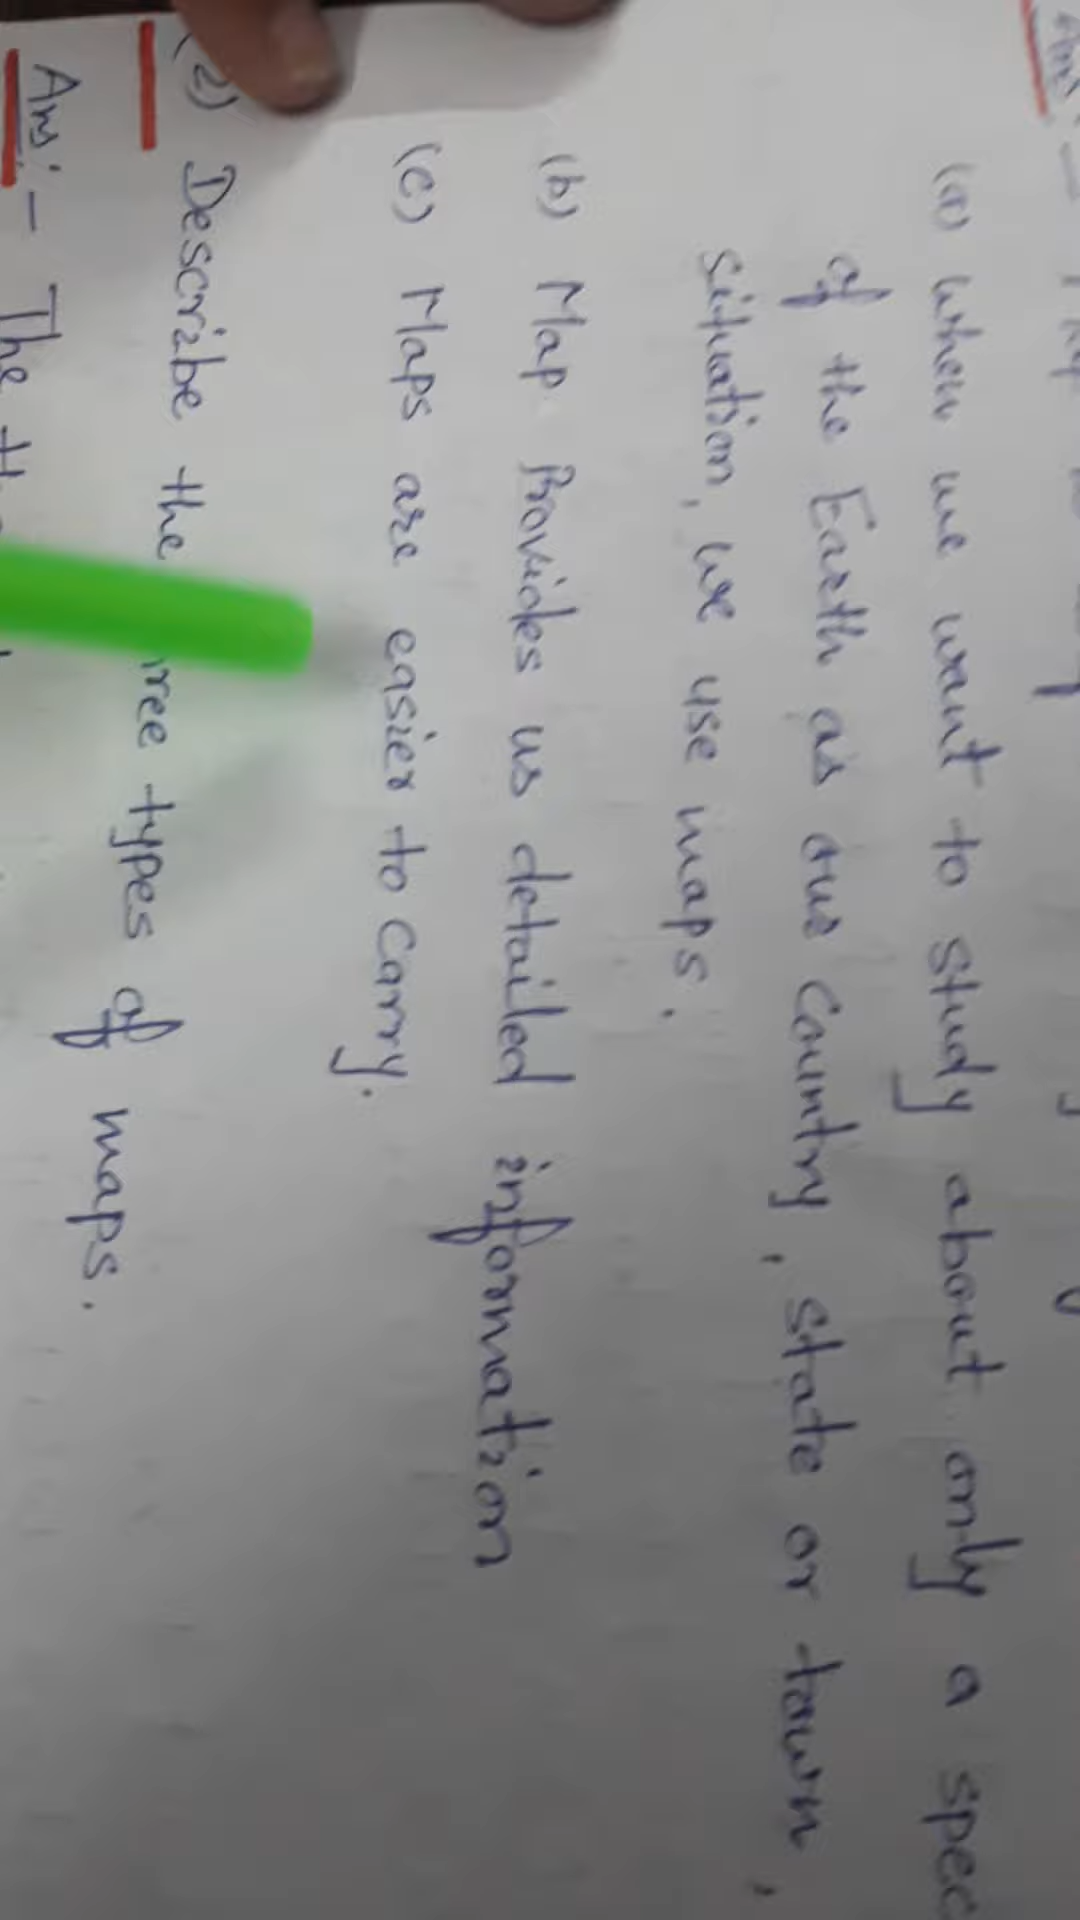 Ans:-
(a) when we want to study about only a
of the Earth as our country, state or town,
situation, we use maps.
(b) Map Provides us detailed information
(c) Maps are easier to carry.
(2) Describe the types of maps.
Ans:- The